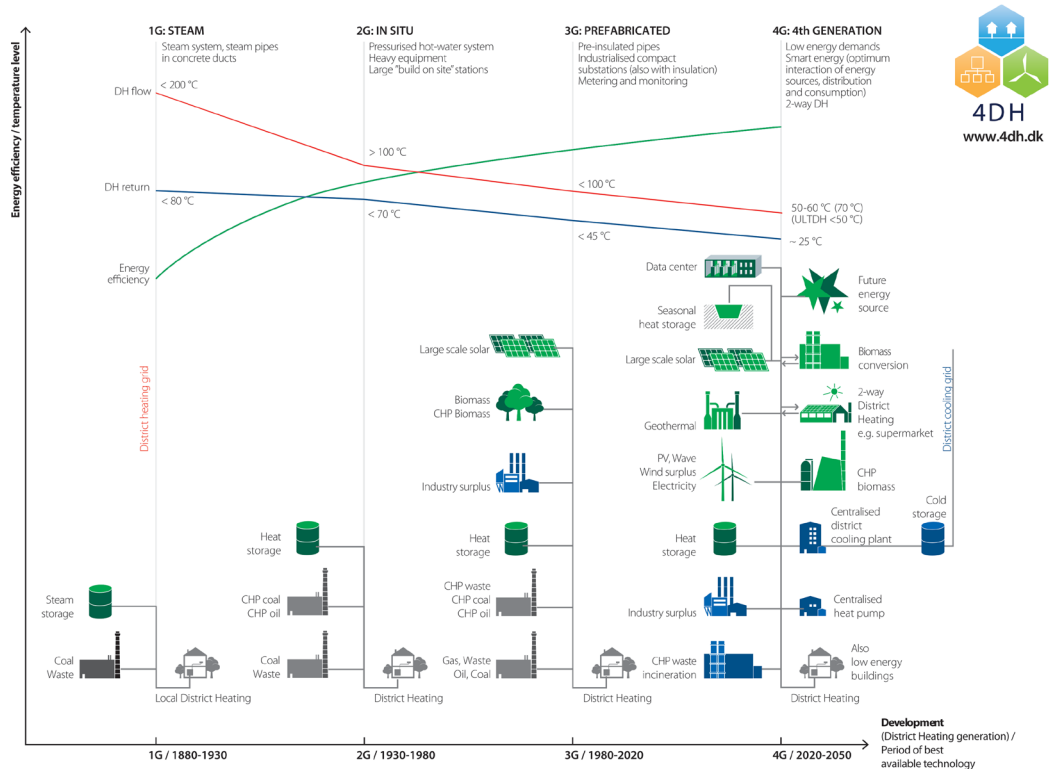 1G: STEAM
Steam system, steam pipes
in concrete ducts
2G: IN SITU
Pressurised hot-water system
Heavy equipment
Large "build on site" stations
3G: PREFABRICATED
Pre-insulated pipes
Industrialised compact
substations (also with insulation)
Metering and monitoring
4G: 4th GENERATION
Low energy demands
Smart energy (optimum
interaction of energy
sources, distribution
and consumption)
2-way DH
4DH
www.4dh.dk
Energy efficiency / temperature level
DH flow
< 200 °C
> 100 °C
< 100 °C
50-60 °C (70 °C)
(ULTDH <50 °C)
DH return
< 80 °C
< 70 °C
< 45 °C
~ 25 °C
Energy
efficiency
District heating grid
Steam
storage
Coal
Waste
Local District Heating
Heat
storage
CHP coal
CHP oil
Coal
Waste
District Heating
Large scale solar
Biomass
CHP Biomass
Industry surplus
Heat
storage
CHP waste
CHP coal
CHP oil
Gas, Waste
Oil, Coal
District Heating
Data center
Seasonal
heat storage
Large scale solar
Geothermal
PV, Wave
Wind surplus
Electricity
Heat
storage
Industry surplus
CHP waste
incineration
Future
energy
source
Biomass
conversion
2-way
District
Heating
e.g. supermarket
CHP
biomass
Centralised
district
cooling plant
Cold
storage
Centralised
heat pump
Also
low energy
buildings
District Heating
District cooling grid
1G / 1880-1930
2G / 1930-1980
3G / 1980-2020
4G / 2020-2050
Development
(District Heating generation) /
Period of best
available technology